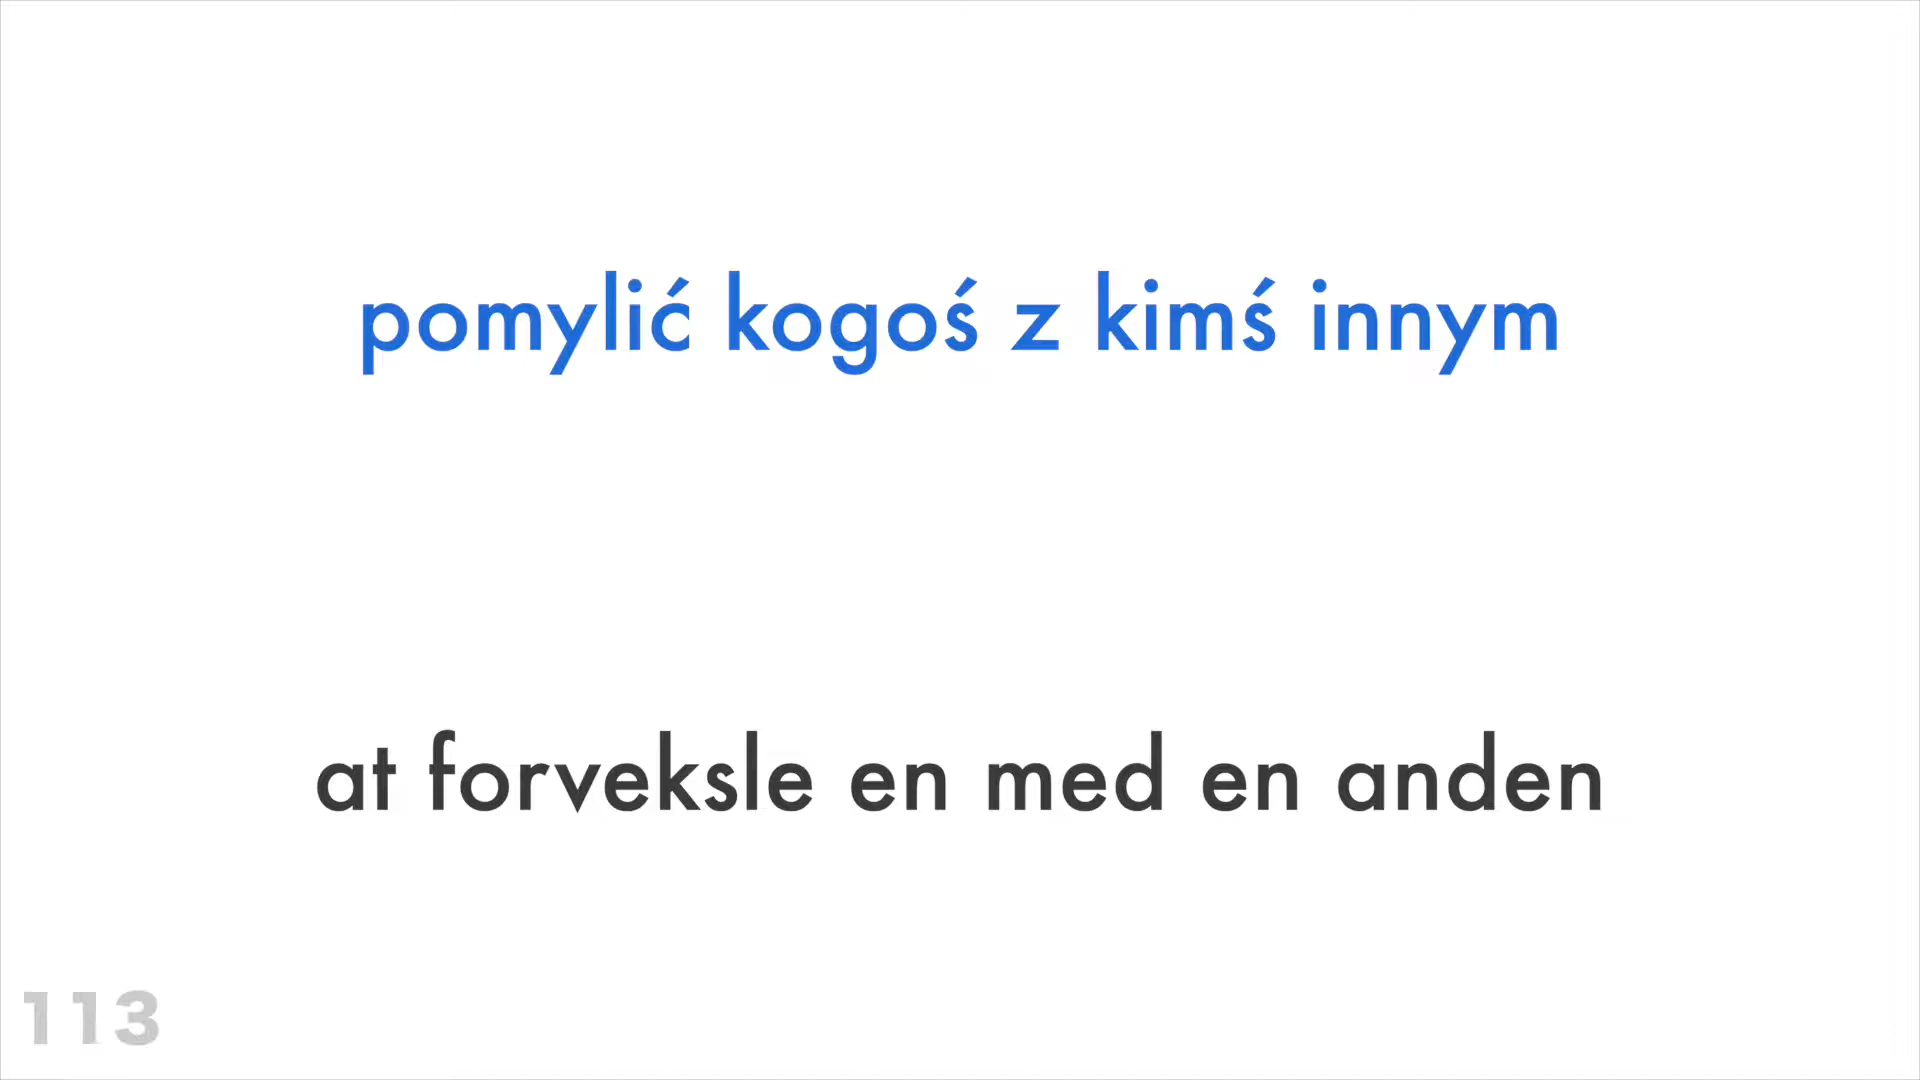 pomylić kogoś z kimś innym
at forveksle en med en anden
113